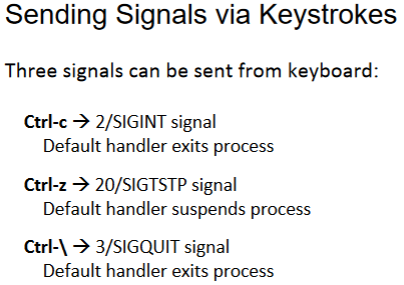 Sending Signals via Keystrokes
Three signals can be sent from keyboard:
Ctrl-c → 2/SIGINT signal
Default handler exits process
Ctrl-z → 20/SIGTSTP signal
Default handler suspends process
Ctrl-\ → 3/SIGQUIT signal
Default handler exits process